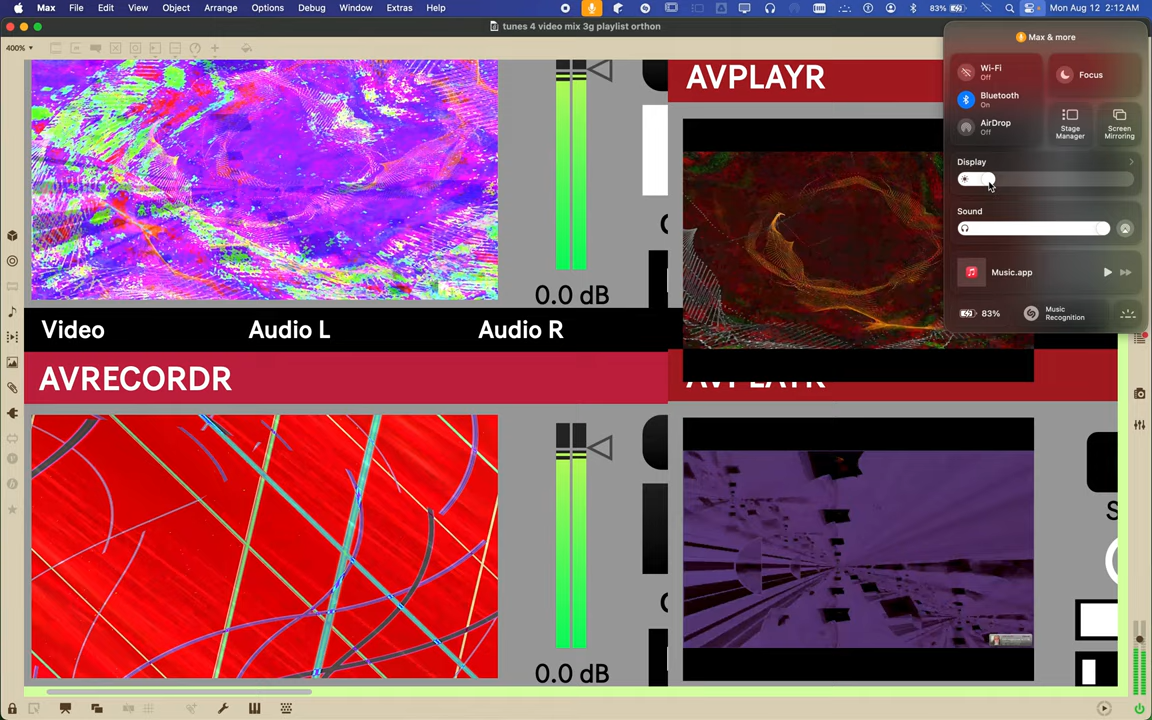 Max File Edit View Object Arrange Options Debug Window Extras Help
83% Mon Aug 12 2:12 AM
tunes 4 video mix 3g playlist orthon
400%
Max & more
Wi-Fi
Off
Focus
Bluetooth
On
AirDrop
Off
Stage
Manager
Screen
Mirroring
Display
Sound
Music.app
83%
Music
Recognition
AVPLAYR
0.0 dB
Video Audio L Audio R
AVRECORDR
AVPLAYR
0.0 dB